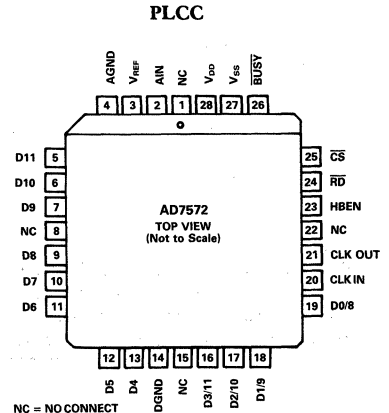 PLCC
AGND VREF AIN NC VDD VSS BUSY
4 3 2 1 28 27 26
D11 5
D10 6
D9 7
NC 8
D8 9
D7 10
D6 11
AD7572
TOP VIEW
(Not to Scale)
25 CS
24 RD
23 HBEN
22 NC
21 CLK OUT
20 CLK IN
19 D0/8
12 13 14 15 16 17 18
D5 D4 DGND NC D3/11 D2/10 D1/9
NC = NO CONNECT